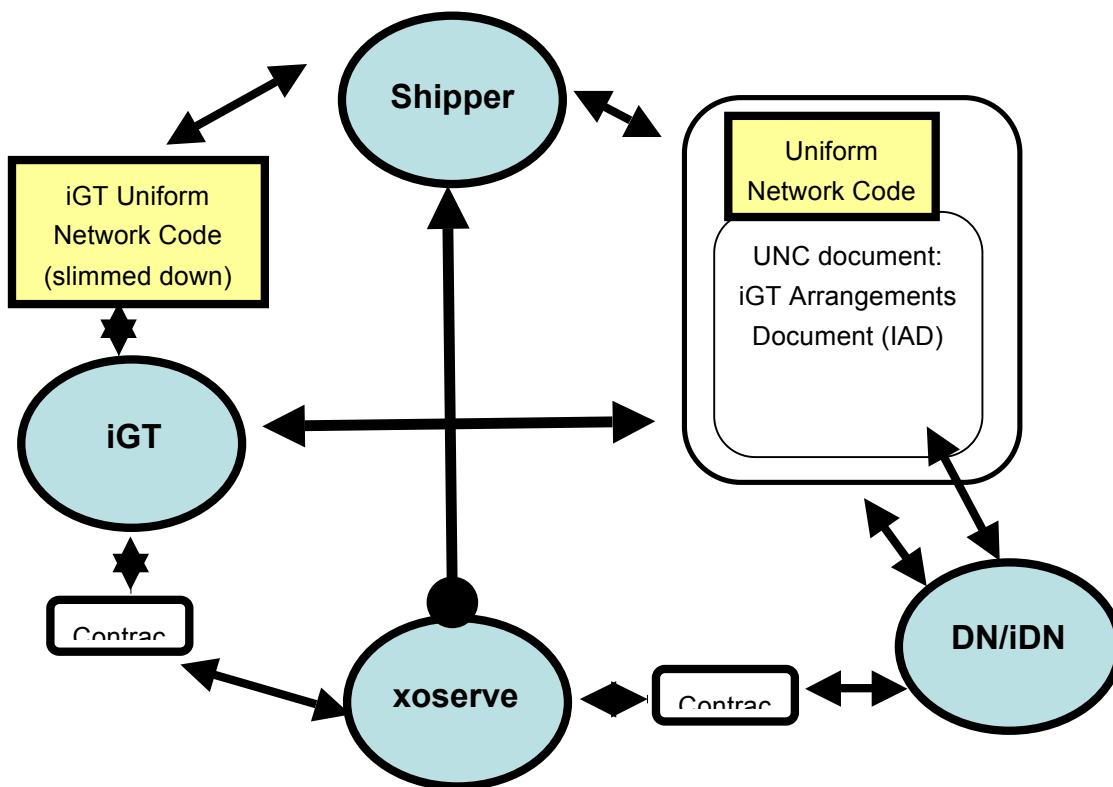 Shipper
Uniform
Network Code
iGT Uniform
Network Code
(slimmed down)
UNC document:
iGT Arrangements
Document (IAD)
iGT
Contrac
DN/iDN
xoserve
Contrac